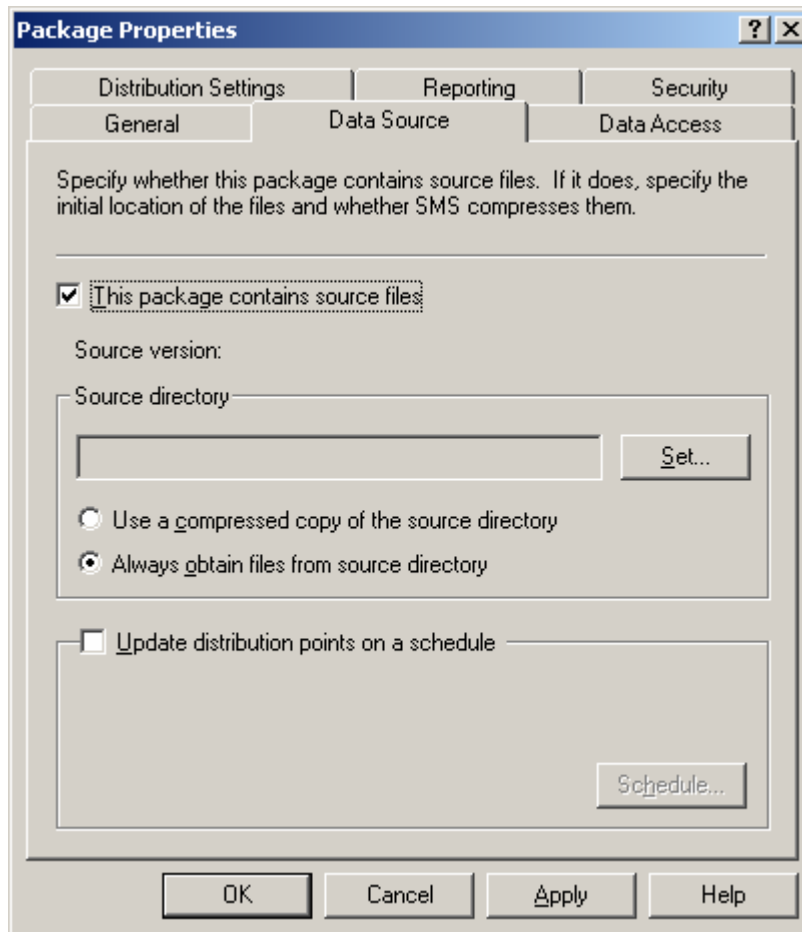 Package Properties
Distribution Settings Reporting Security
General Data Source Data Access
Specify whether this package contains source files. If it does, specify the
initial location of the files and whether SMS compresses them.
This package contains source files
Source version:
Source directory
Set...
Use a compressed copy of the source directory
Always obtain files from source directory
Update distribution points on a schedule
Schedule...
OK Cancel Apply Help